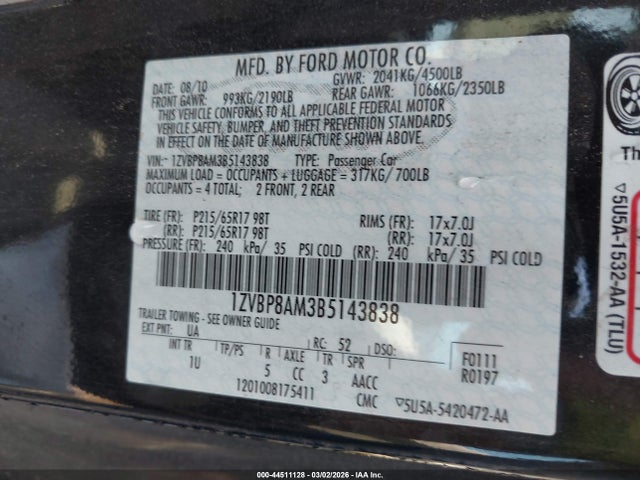 MFD. BY FORD MOTOR CO.
DATE: 08/10 GVWR: 2041KG/4500LB
FRONT GAWR: 993KG/2190LB REAR GAWR: 1066KG/2350LB
THIS VEHICLE CONFORMS TO ALL APPLICABLE FEDERAL MOTOR
VEHICLE SAFETY, BUMPER, AND THEFT PREVENTION STANDARDS
IN EFFECT ON THE DATE OF MANUFACTURE SHOWN ABOVE.
VIN: 1ZVBP8AM3B5143838 TYPE: Passenger Car
MAXIMUM LOAD = OCCUPANTS + LUGGAGE = 317KG/700LB
OCCUPANTS = 4 TOTAL; 2 FRONT, 2 REAR
TIRE (FR): P215/65R17 98T RIMS (FR): 17x7.0J
(RR): P215/65R17 98T (RR): 17x7.0J
PRESSURE (FR): 240 kPa/ 35 PSI COLD (RR): 240 kPa/ 35 PSI COLD
1ZVBP8AM3B5143838
TRAILER TOWING - SEE OWNER GUIDE
EXT PNT: UA RC: 52 DSO: F0111
INT TR TP/PS R AXLE TR SPR R0197
1U 5 CC 3 AACC
1201008175411 CMC ▽5U5A-5420472-AA
Th
▽5U5A-1532-AA (TLU)
000-44511128 - 03/02/2026 - IAA Inc.